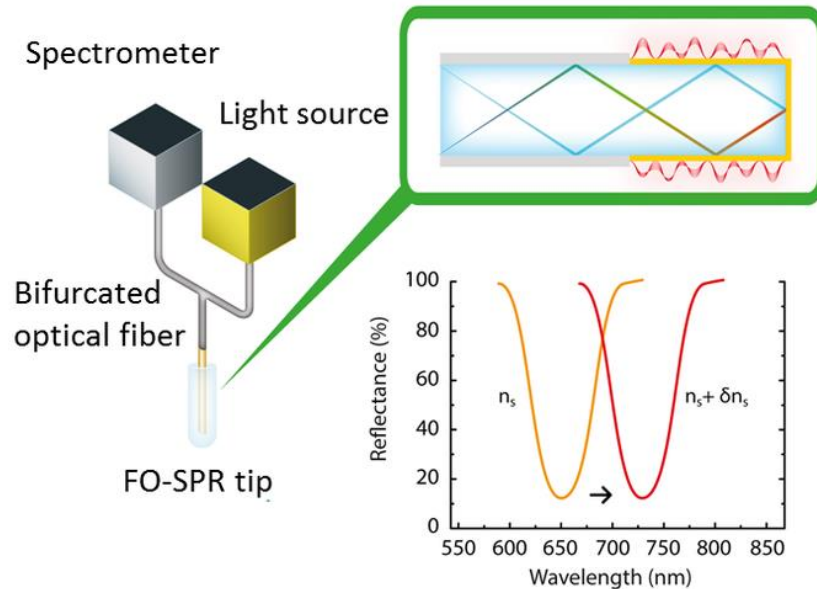 Spectrometer
Light source
Bifurcated
optical fiber
FO-SPR tip
Reflectance (%)
100
80
60
40
20
0
nₛ
nₛ+ δnₛ
→
550 600 650 700 750 800 850
Wavelength (nm)